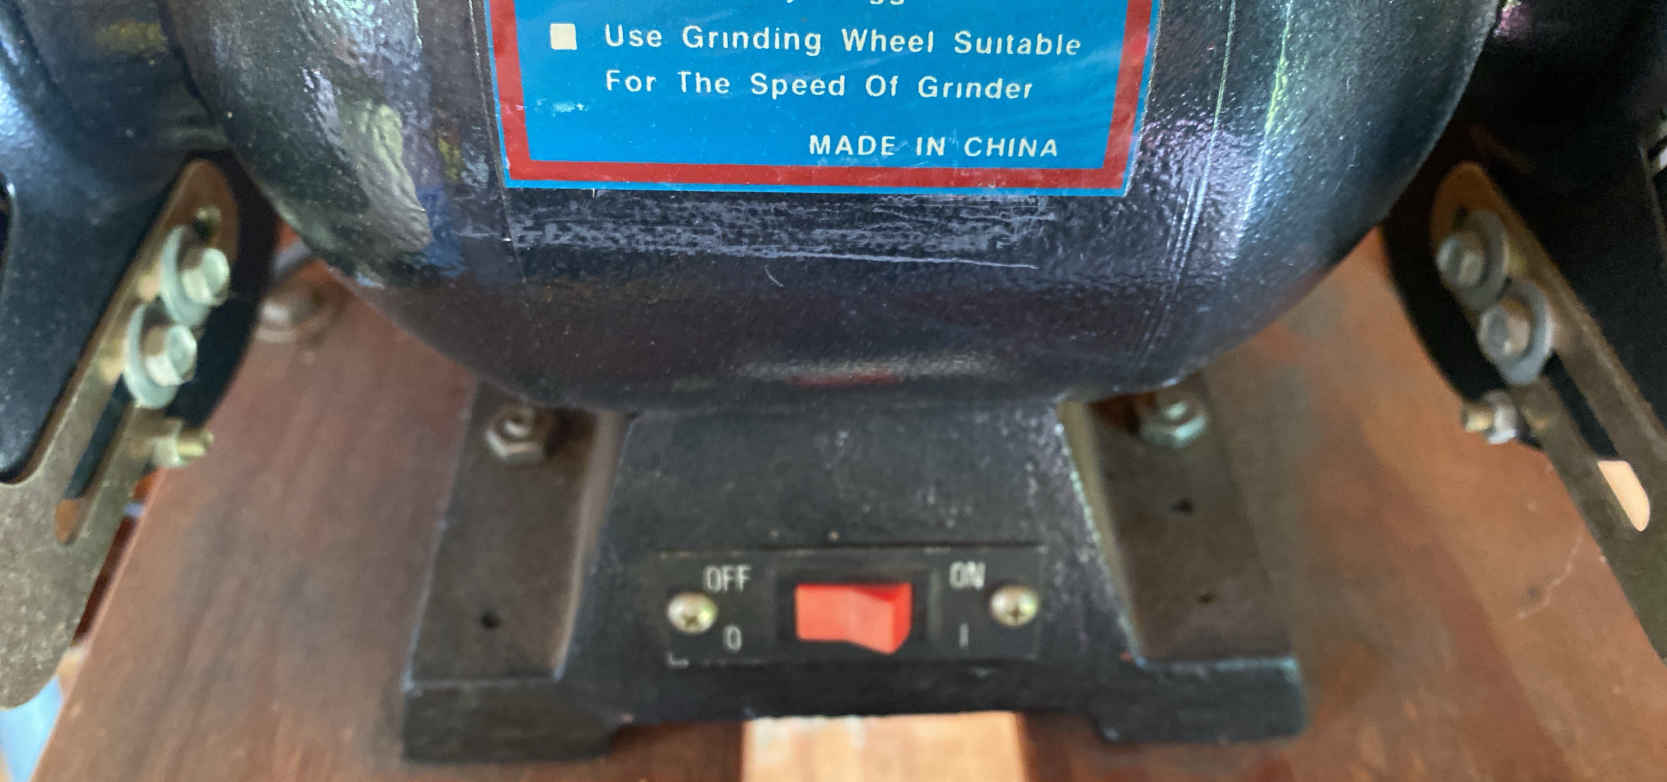 Use Grinding Wheel Suitable
For The Speed Of Grinder
MADE IN CHINA
OFF ON
0 I